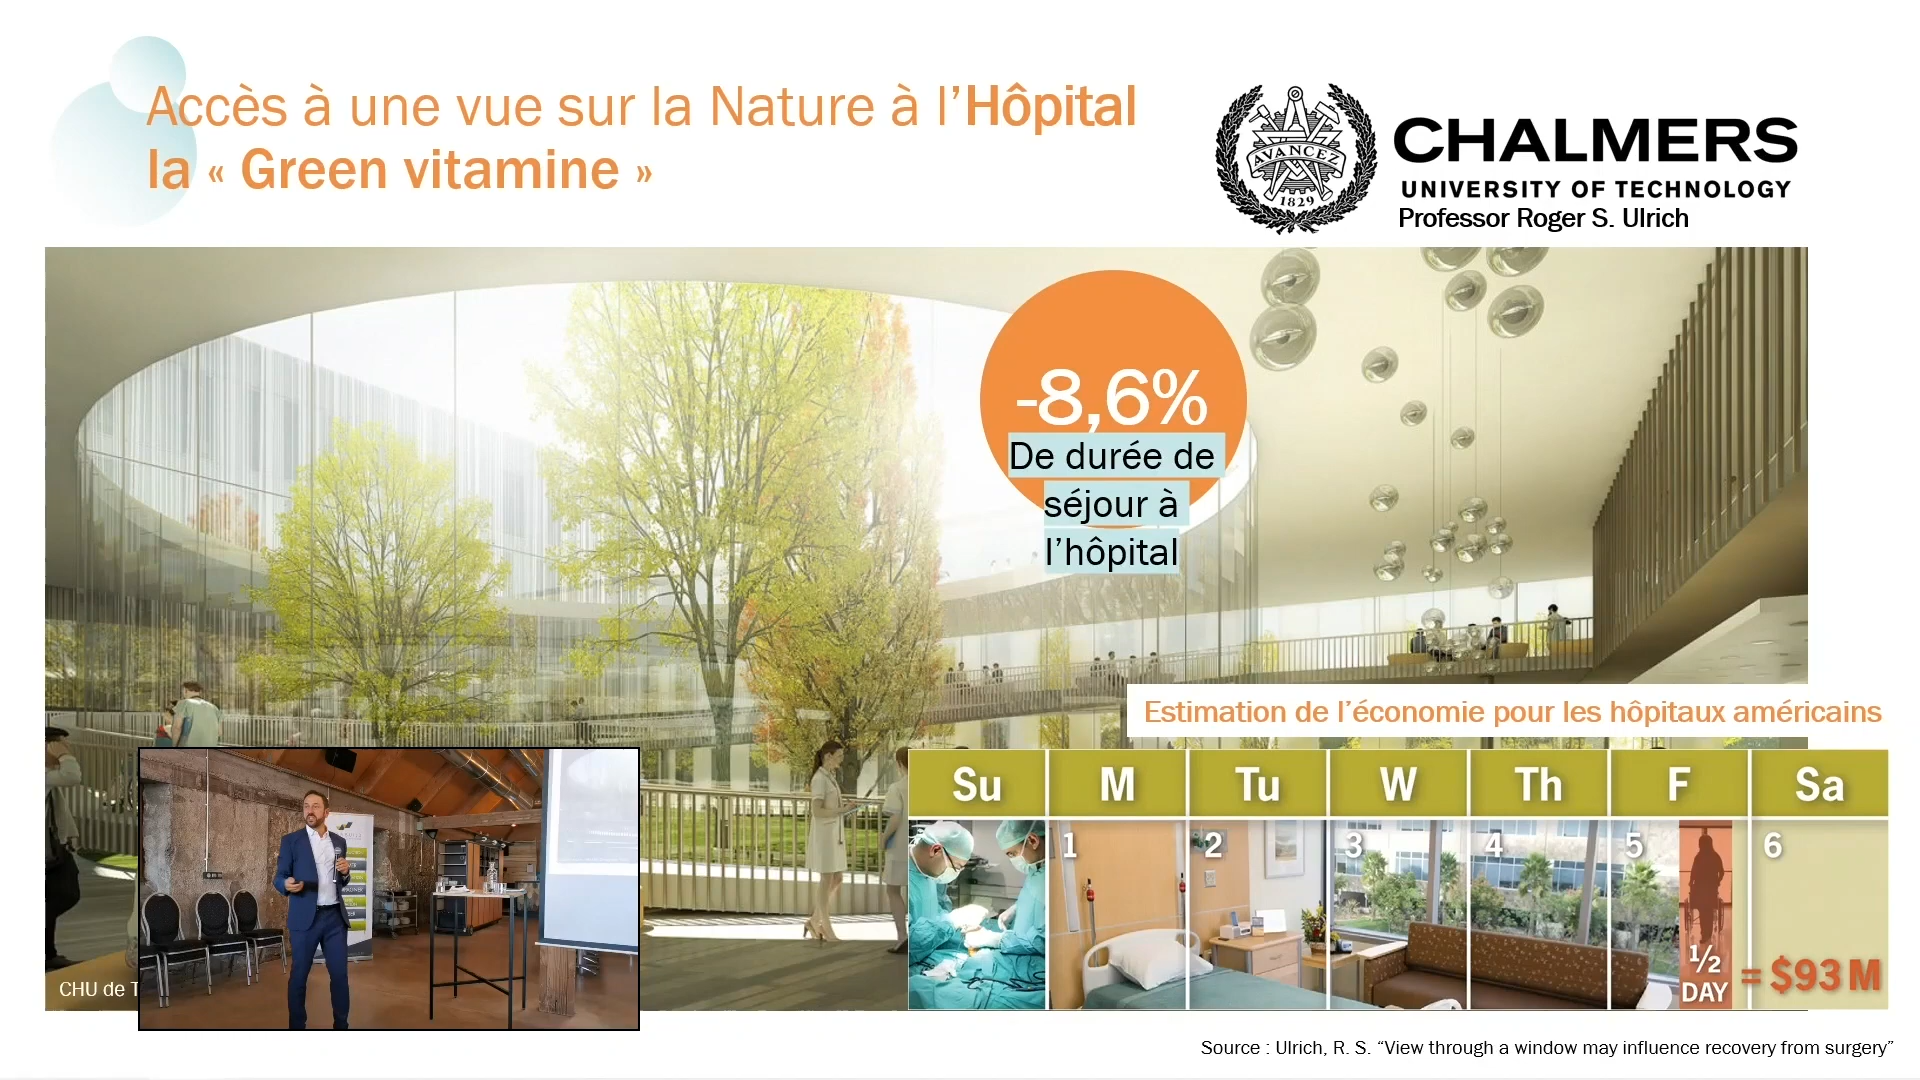 Accès à une vue sur la Nature à l’Hôpital
la « Green vitamine »
AVANCEZ
1829
CHALMERS
UNIVERSITY OF TECHNOLOGY
Professor Roger S. Ulrich
-8,6%
De durée de
séjour à
l’hôpital
Estimation de l’économie pour les hôpitaux américains
Su M Tu W Th F Sa
1 2 3 4 5 6
1/2
DAY = $93 M
CHU de T
Source : Ulrich, R. S. “View through a window may influence recovery from surgery”